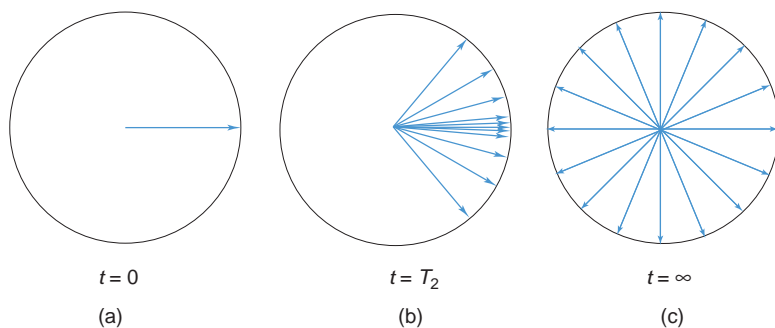 t = 0
t = T₂
t = ∞
(a)
(b)
(c)